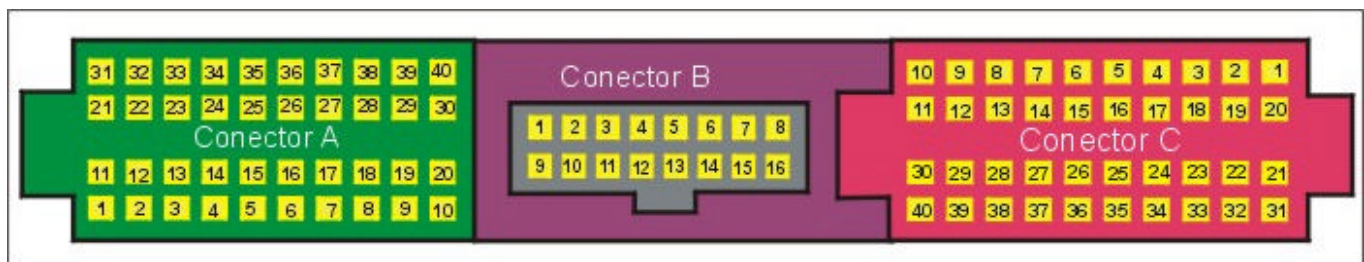 Conector A
31 32 33 34 35 36 37 38 39 40
21 22 23 24 25 26 27 28 29 30
11 12 13 14 15 16 17 18 19 20
1 2 3 4 5 6 7 8 9 10
Conector B
1 2 3 4 5 6 7 8
9 10 11 12 13 14 15 16
Conector C
10 9 8 7 6 5 4 3 2 1
11 12 13 14 15 16 17 18 19 20
30 29 28 27 26 25 24 23 22 21
40 39 38 37 36 35 34 33 32 31